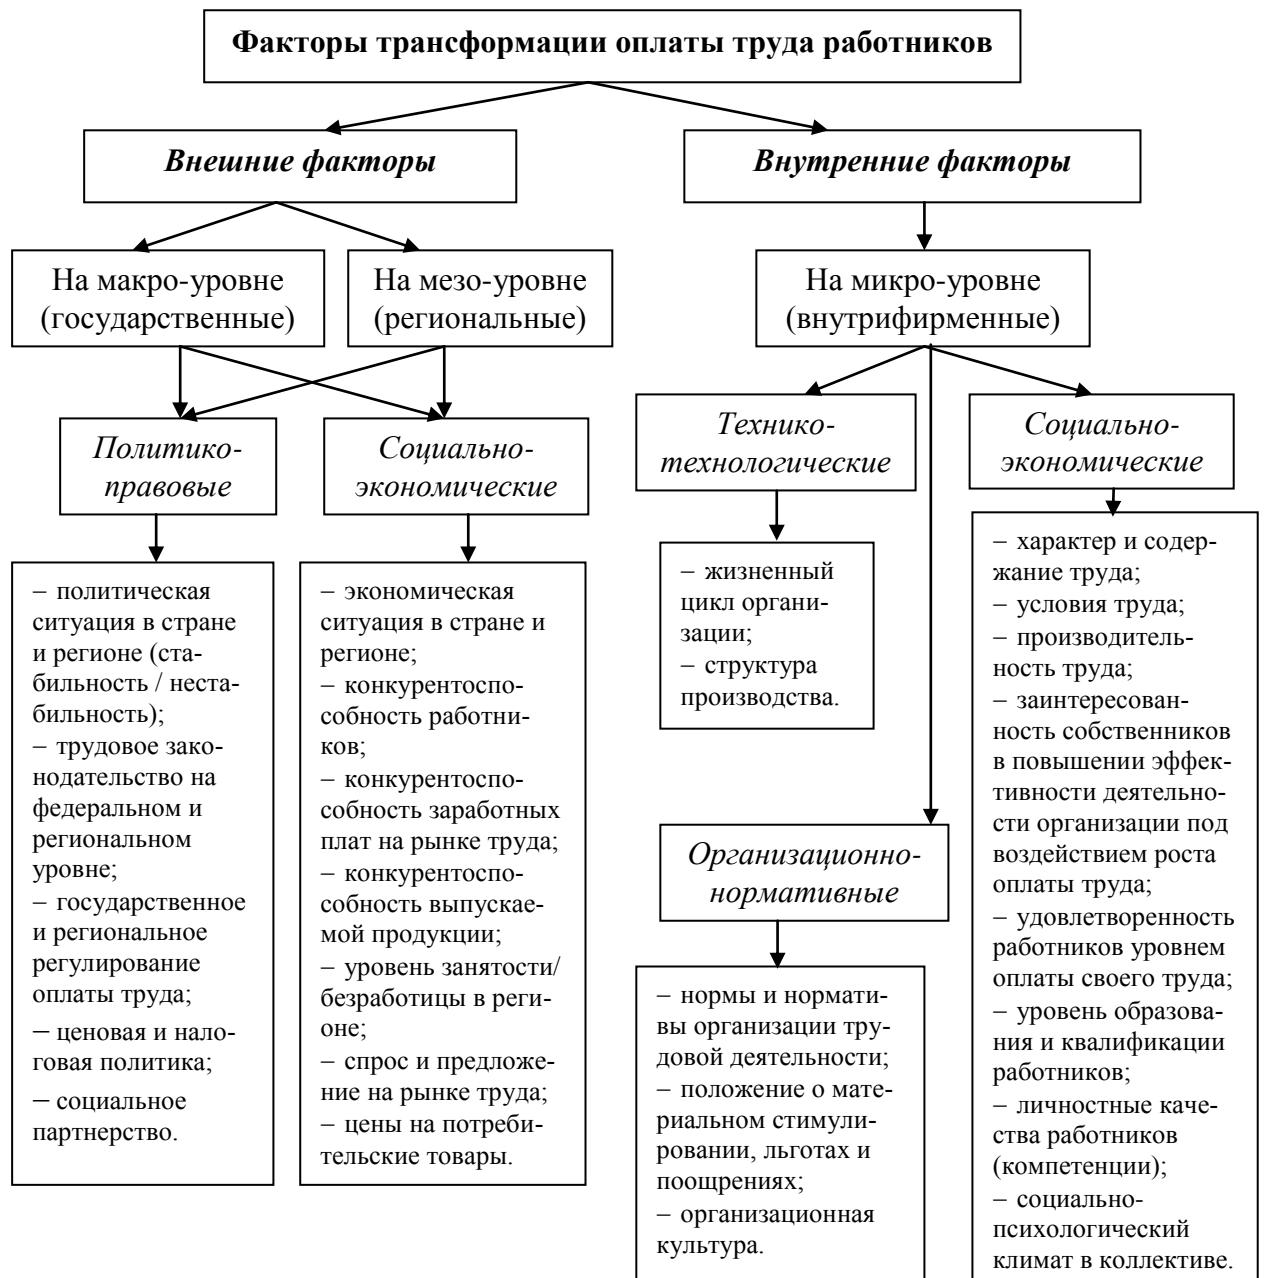 Факторы трансформации оплаты труда работников
Внешние факторы
Внутренние факторы
На макро-уровне
(государственные)
На мезо-уровне
(региональные)
На микро-уровне
(внутрифирменные)
Политико-
правовые
Социально-
экономические
Технико-
технологические
Социально-
экономические
– политическая
ситуация в стране
и регионе (ста-
бильность / неста-
бильность);
– трудовое зако-
нодательство на
федеральном и
региональном
уровне;
– государственное
и региональное
регулирование
оплаты труда;
– ценовая и нало-
говая политика;
– социальное
партнерство.
– экономическая
ситуация в стране и
регионе;
– конкурентоспо-
собность работни-
ков;
– конкурентоспо-
собность заработных
плат на рынке труда;
– конкурентоспо-
собность выпускае-
мой продукции;
– уровень занятости/
безработицы в реги-
оне;
– спрос и предложе-
ние на рынке труда;
– цены на потреби-
тельские товары.
– жизненный
цикл органи-
зации;
– структура
производства.
Организационно-
нормативные
– нормы и нормати-
вы организации тру-
довой деятельности;
– положение о мате-
риальном стимули-
ровании, льготах и
поощрениях;
– организационная
культура.
– характер и содер-
жание труда;
– условия труда;
– производитель-
ность труда;
– заинтересован-
ность собственников
в повышении эффек-
тивности деятельно-
сти организации под
воздействием роста
оплаты труда;
– удовлетворенность
работников уровнем
оплаты своего труда;
– уровень образова-
ния и квалификации
работников;
– личностные каче-
ства работников
(компетенции);
– социально-
психологический
климат в коллективе.